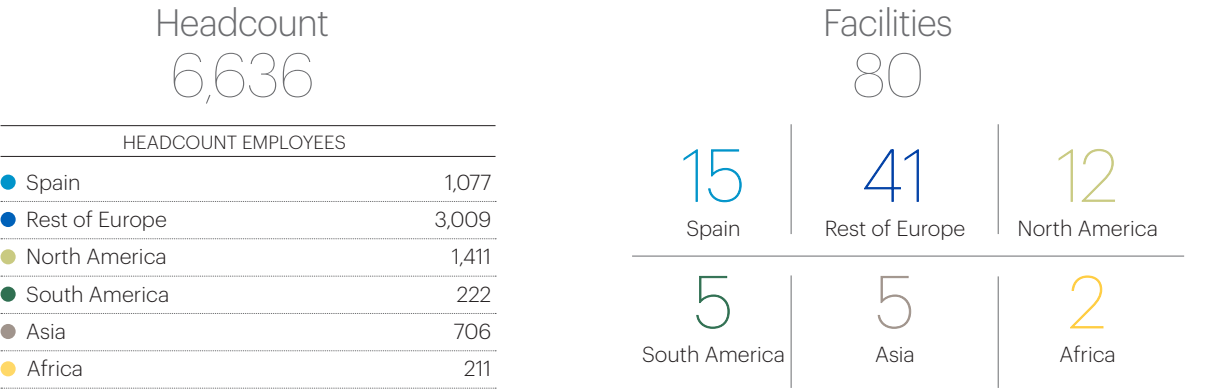 Headcount
6,636
HEADCOUNT EMPLOYEES
Spain 1,077
Rest of Europe 3,009
North America 1,411
South America 222
Asia 706
Africa 211
Facilities
80
15 41 12
Spain Rest of Europe North America
5 5 2
South America Asia Africa